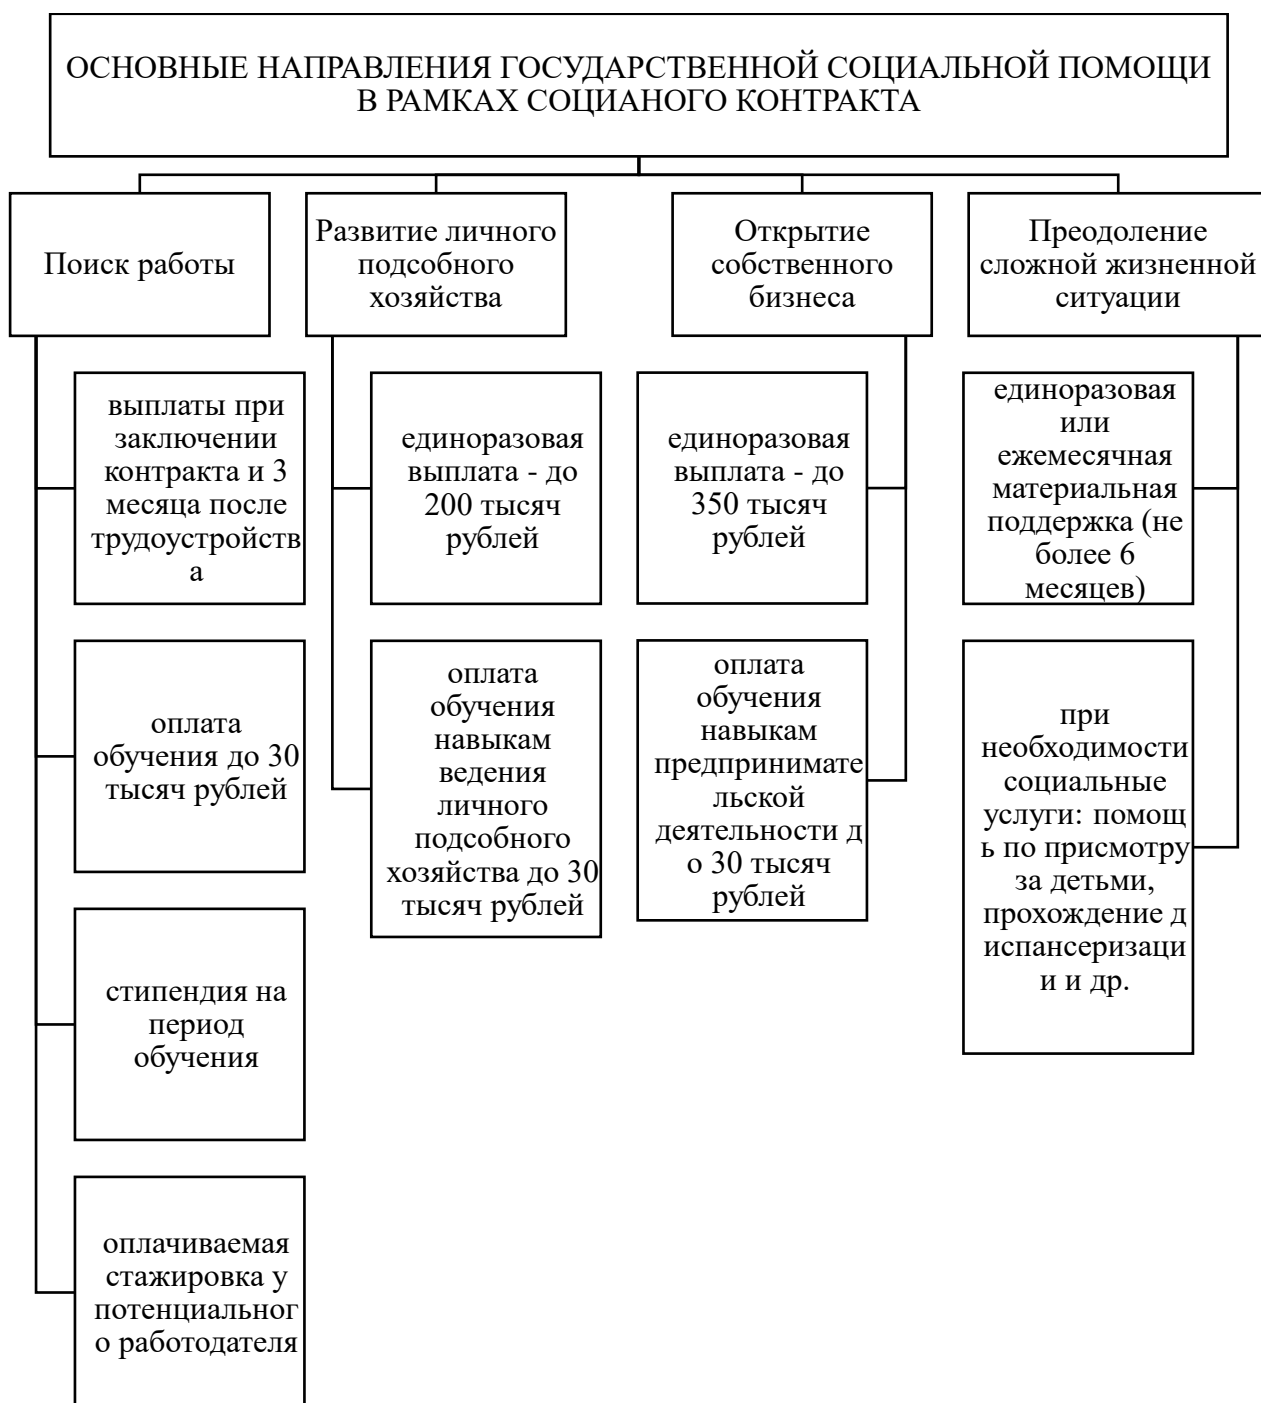 ОСНОВНЫЕ НАПРАВЛЕНИЯ ГОСУДАРСТВЕННОЙ СОЦИАЛЬНОЙ ПОМОЩИ
В РАМКАХ СОЦИАНОГО КОНТРАКТА
Поиск работы
выплаты при
заключении
контракта и 3
месяца после
трудоустройств
а
оплата
обучения до 30
тысяч рублей
стипендия на
период
обучения
оплачиваемая
стажировка у
потенциальног
о работодателя
Развитие личного
подсобного
хозяйства
единоразовая
выплата - до
200 тысяч
рублей
оплата
обучения
навыкам
ведения
личного
подсобного
хозяйства до 30
тысяч рублей
Открытие
собственного
бизнеса
единоразовая
выплата - до
350 тысяч
рублей
оплата
обучения
навыкам
предпринимате
льской
деятельности д
о 30 тысяч
рублей
Преодоление
сложной жизненной
ситуации
единоразовая
или
ежемесячная
материальная
поддержка (не
более 6
месяцев)
при
необходимости
социальные
услуги: помощ
ь по присмотру
за детьми,
прохождение д
испансеризаци
и и др.